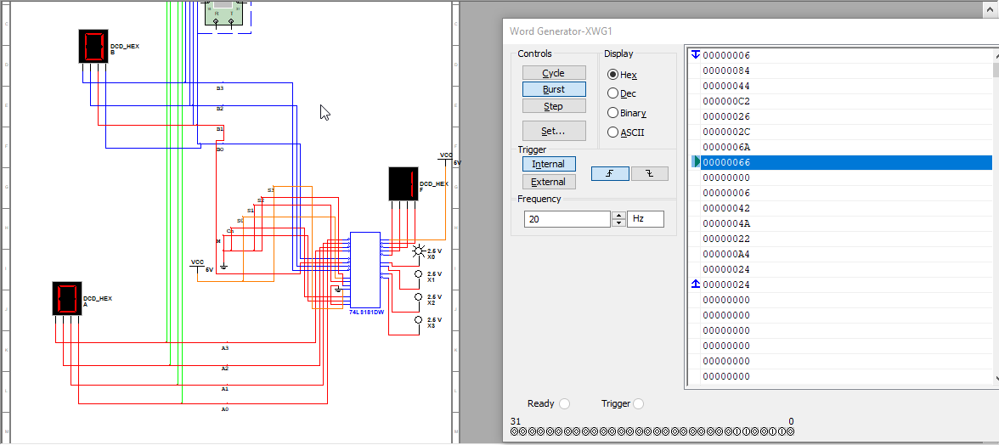 R T
DCD_HEX
B
B3
B2
B1
B0
VCC
5V
DCD_HEX
F
S3
S2
S1
S0
Cn
M
VCC
5V
2.5 V
X0
2.5 V
X1
2.5 V
X2
2.5 V
X3
DCD_HEX
A
74LS181DW
A3
A2
A1
A0
Word Generator-XWG1
Controls
Cycle
Burst
Step
Set...
Display
Hex
Dec
Binary
ASCII
Trigger
Internal
External
Frequency
20 Hz
00000006
00000084
00000044
000000C2
00000026
0000002C
0000006A
00000066
00000000
00000006
00000042
0000004A
00000022
000000A4
00000024
00000024
00000000
00000000
00000000
00000000
00000000
00000000
Ready Trigger
31 0